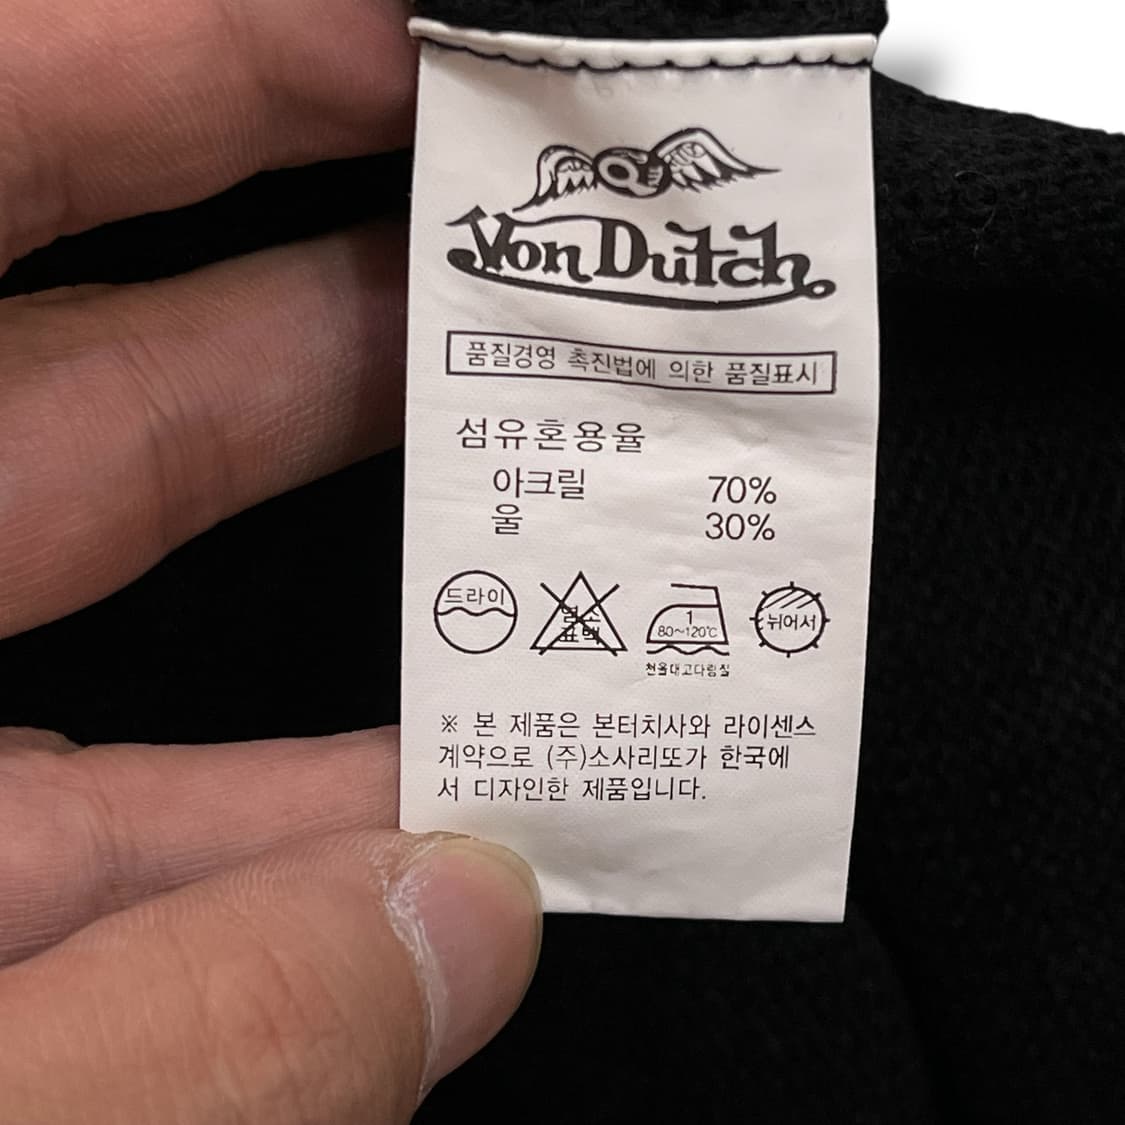 Von Dutch
품질경영 촉진법에 의한 품질표시
섬유혼용율
아크릴 70%
울 30%
드라이
염소
표백
1
80~120℃
뉘어서
천을대고다림질
※ 본 제품은 본터치사와 라이센스
계약으로 (주)소사리또가 한국에
서 디자인한 제품입니다.